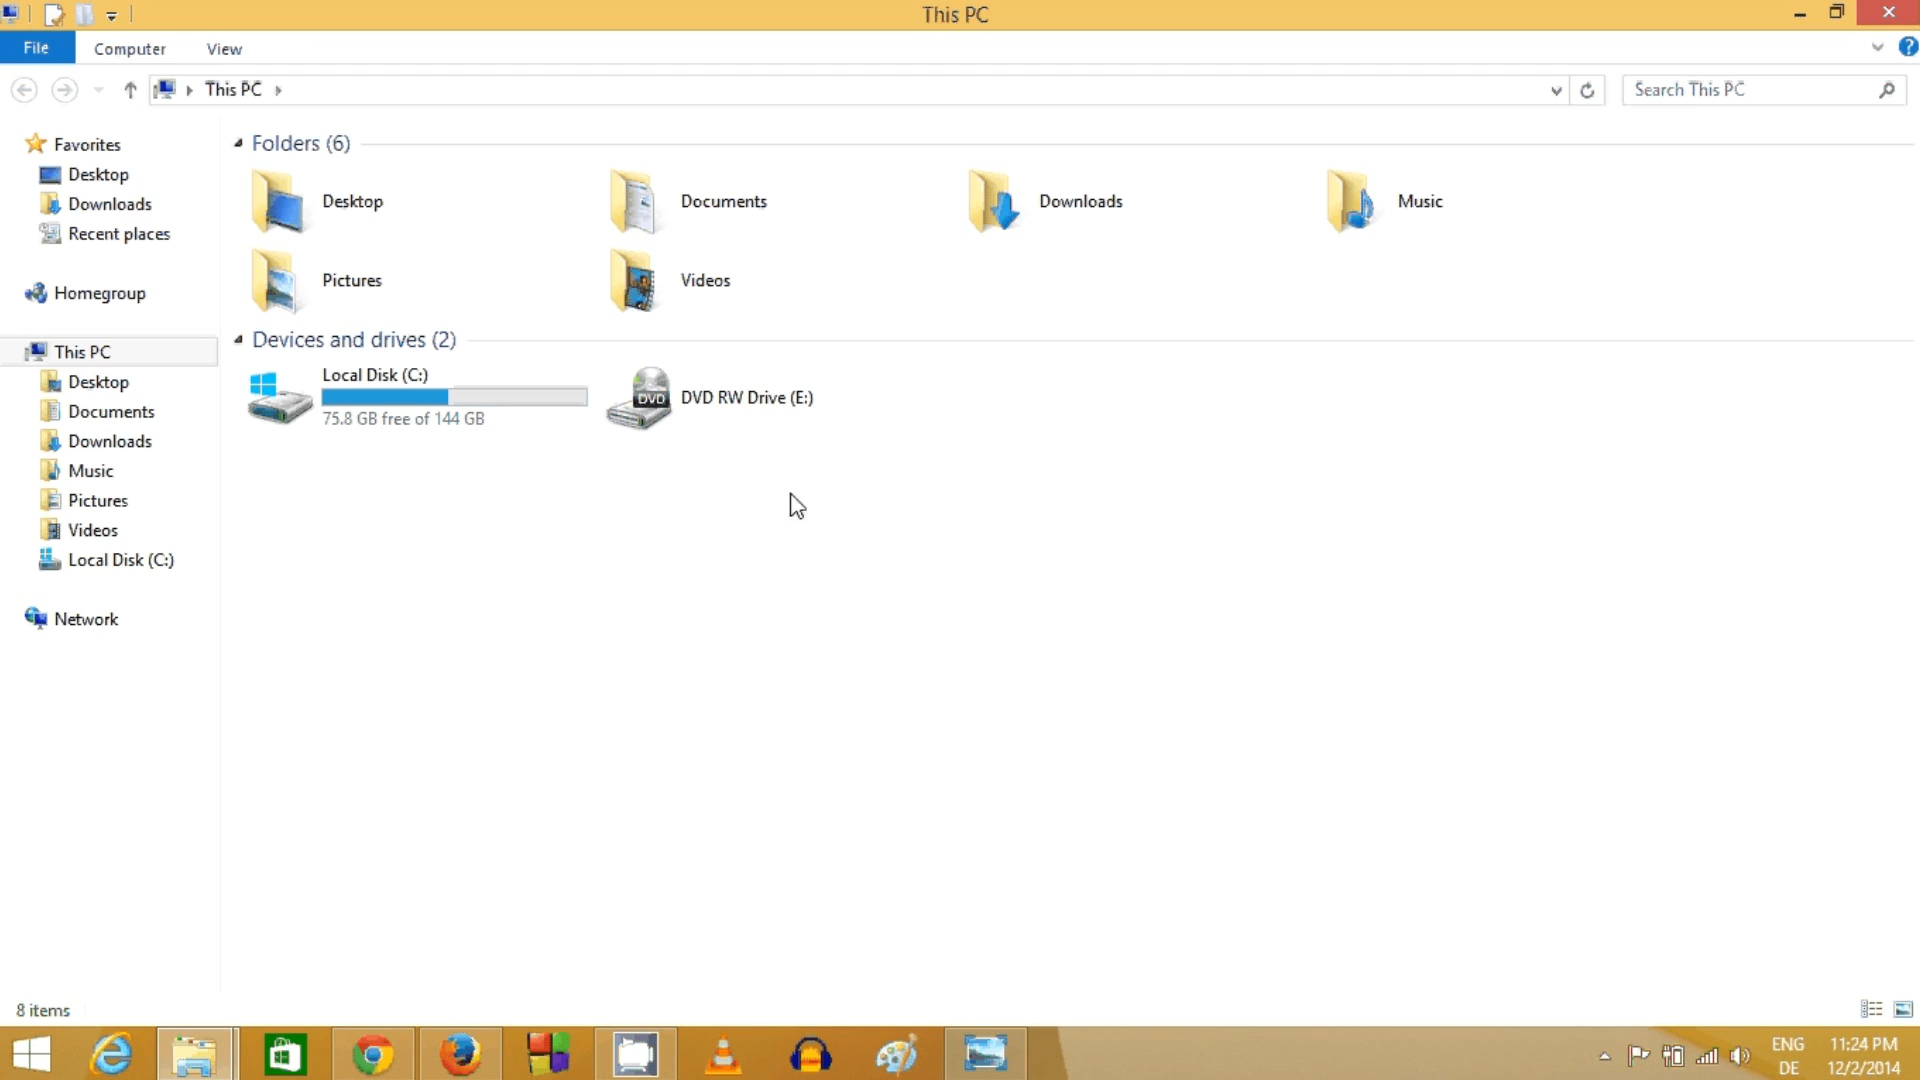 This PC
File
Computer
View
This PC
Search This PC
Favorites
Desktop
Downloads
Recent places
Homegroup
This PC
Desktop
Documents
Downloads
Music
Pictures
Videos
Local Disk (C:)
Network
Folders (6)
Desktop
Documents
Downloads
Music
Pictures
Videos
Devices and drives (2)
Local Disk (C:)
75.8 GB free of 144 GB
DVD
DVD RW Drive (E:)
8 items
ENG
DE
11:24 PM
12/2/2014